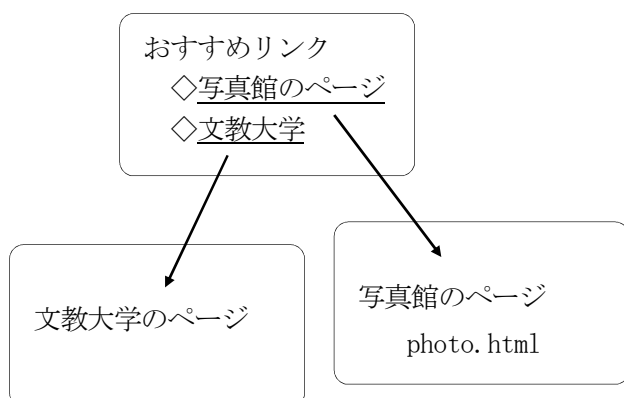 おすすめリンク
◇写真館のページ
◇文教大学
文教大学のページ
写真館のページ
photo.html